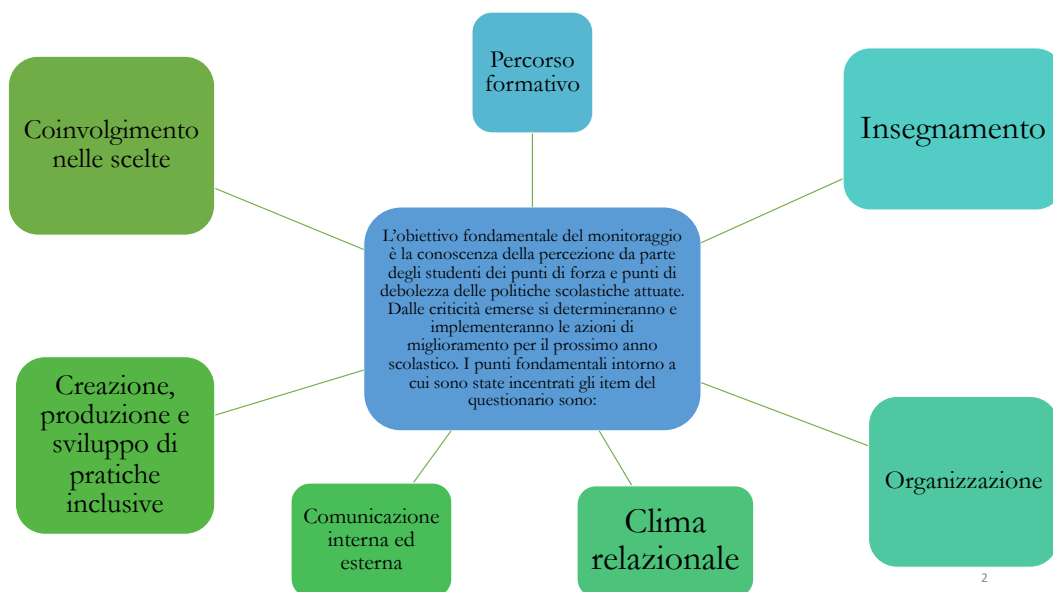 Percorso
formativo
Insegnamento
Coinvolgimento
nelle scelte
L'obiettivo fondamentale del monitoraggio
è la conoscenza della percezione da parte
degli studenti dei punti di forza e punti di
debolezza delle politiche scolastiche attuate.
Dalle criticità emerse si determineranno e
implementeranno le azioni di
miglioramento per il prossimo anno
scolastico. I punti fondamentali intorno a
cui sono state incentrati gli item del
questionario sono:
Creazione,
produzione e
sviluppo di
pratiche
inclusive
Organizzazione
Comunicazione
interna ed
esterna
Clima
relazionale
2